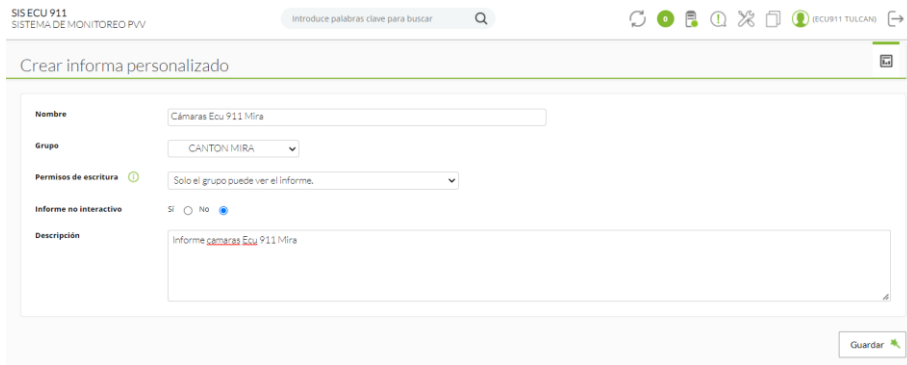 SIS ECU 911
SISTEMA DE MONITOREO PVV
Introduce palabras clave para buscar
0
(ECU911 TULCAN)
Crear informa personalizado
Nombre
Cámaras Ecu 911 Mira
Grupo
CANTON MIRA
Permisos de escritura
Solo el grupo puede ver el informe.
Informe no interactivo
Sí No
Descripción
Informe camaras Ecu 911 Mira
Guardar